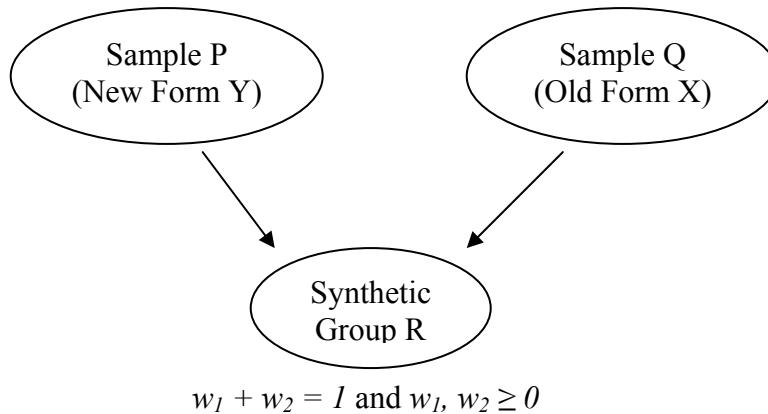 Sample P
(New Form Y)
Sample Q
(Old Form X)
Synthetic
Group R
w₁ + w₂ = 1 and w₁, w₂ ≥ 0